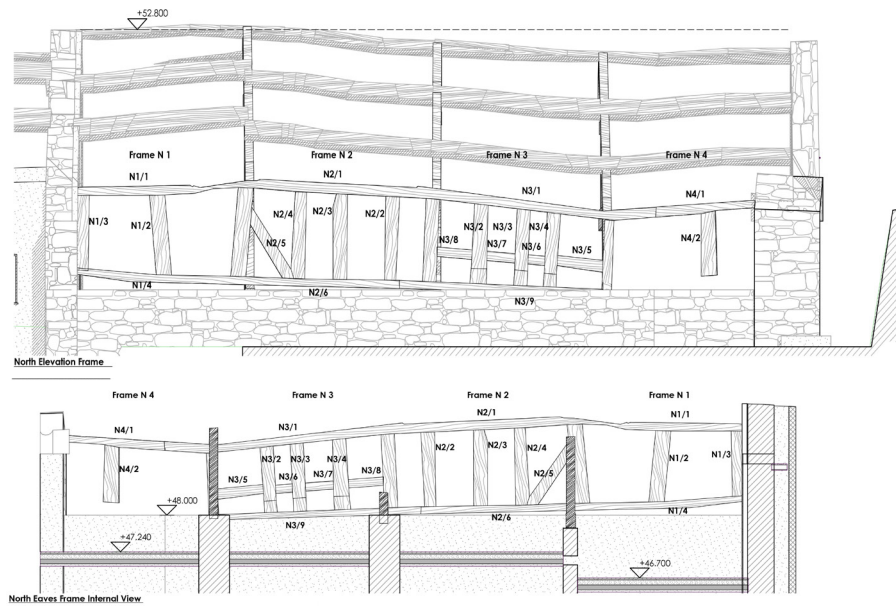 +52.800
Frame N 1
Frame N 2
Frame N 3
Frame N 4
N1/1
N2/1
N3/1
N4/1
N1/3
N1/2
N2/4
N2/3
N2/2
N2/5
N3/8
N3/2
N3/3
N3/4
N3/7
N3/6
N3/5
N4/2
N1/4
N2/6
N3/9
North Elevation Frame
Frame N 4
Frame N 3
Frame N 2
Frame N 1
N4/1
N3/1
N2/1
N1/1
N4/2
N3/5
N3/2
N3/3
N3/4
N3/6
N3/7
N3/8
N2/2
N2/3
N2/4
N2/5
N1/2
N1/3
+48.000
N3/9
N2/6
N1/4
+47.240
+46.700
North Eaves Frame Internal View